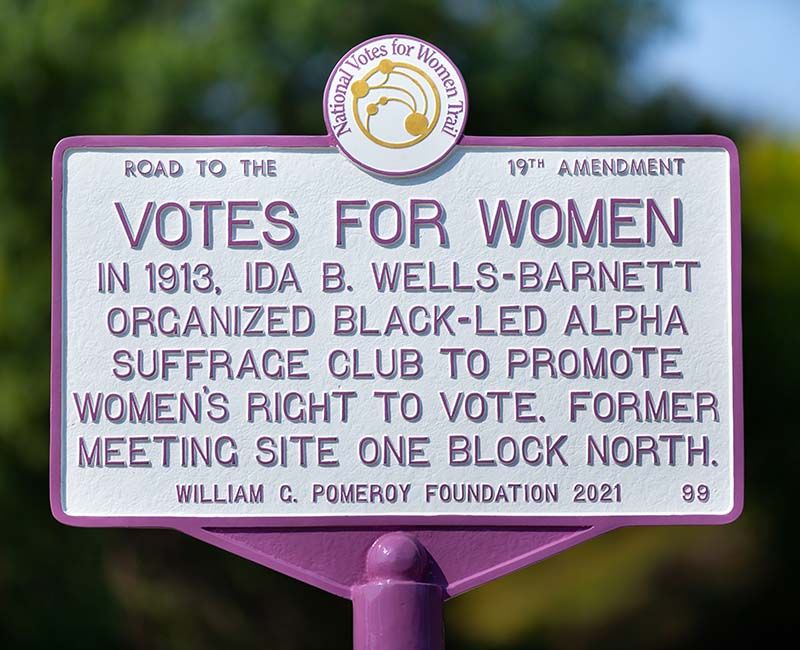 National Votes for Women Trail
ROAD TO THE 19TH AMENDMENT
VOTES FOR WOMEN
IN 1913, IDA B. WELLS-BARNETT
ORGANIZED BLACK-LED ALPHA
SUFFRAGE CLUB TO PROMOTE
WOMEN'S RIGHT TO VOTE. FORMER
MEETING SITE ONE BLOCK NORTH.
WILLIAM G. POMEROY FOUNDATION 2021 99